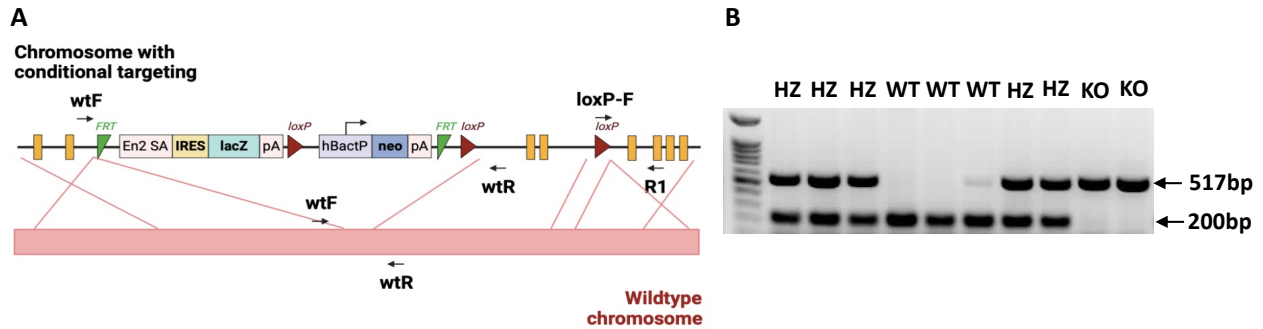 A
Chromosome with
conditional targeting
wtF
FRT
En2 SA IRES lacZ pA
loxP
hBactP neo pA
FRT
loxP
wtR
loxP-F
loxP
R1
wtF
wtR
Wildtype
chromosome
B
HZ HZ HZ WT WT WT HZ HZ KO KO
517bp
200bp